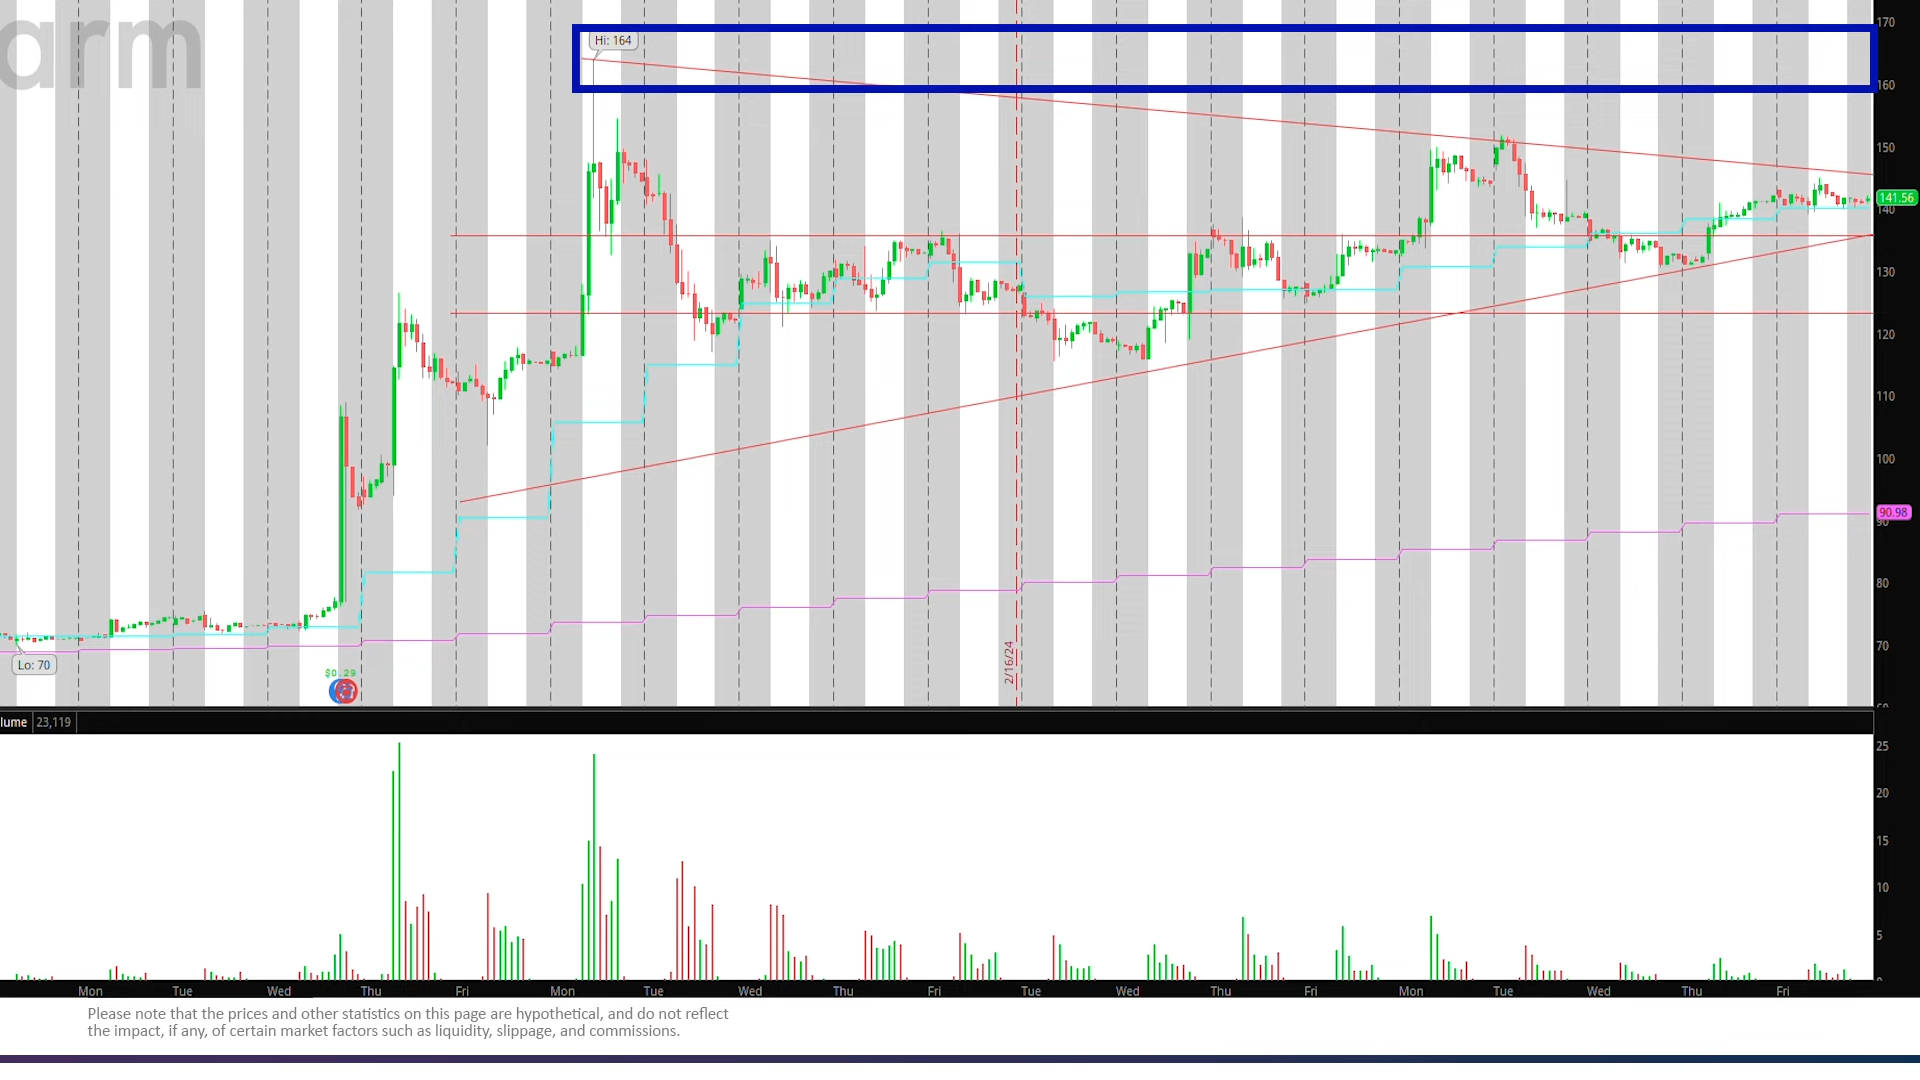 arm
Hi: 164
170
160
150
141.56
140
130
120
110
100
90.98
90
80
70
Lo: 70
$0.29
2/16/24
lume 23,119
25
20
15
10
5
Mon Tue Wed Thu Fri Mon Tue Wed Thu Fri Tue Wed Thu Fri Mon Tue Wed Thu Fri
Please note that the prices and other statistics on this page are hypothetical, and do not reflect
the impact, if any, of certain market factors such as liquidity, slippage, and commissions.